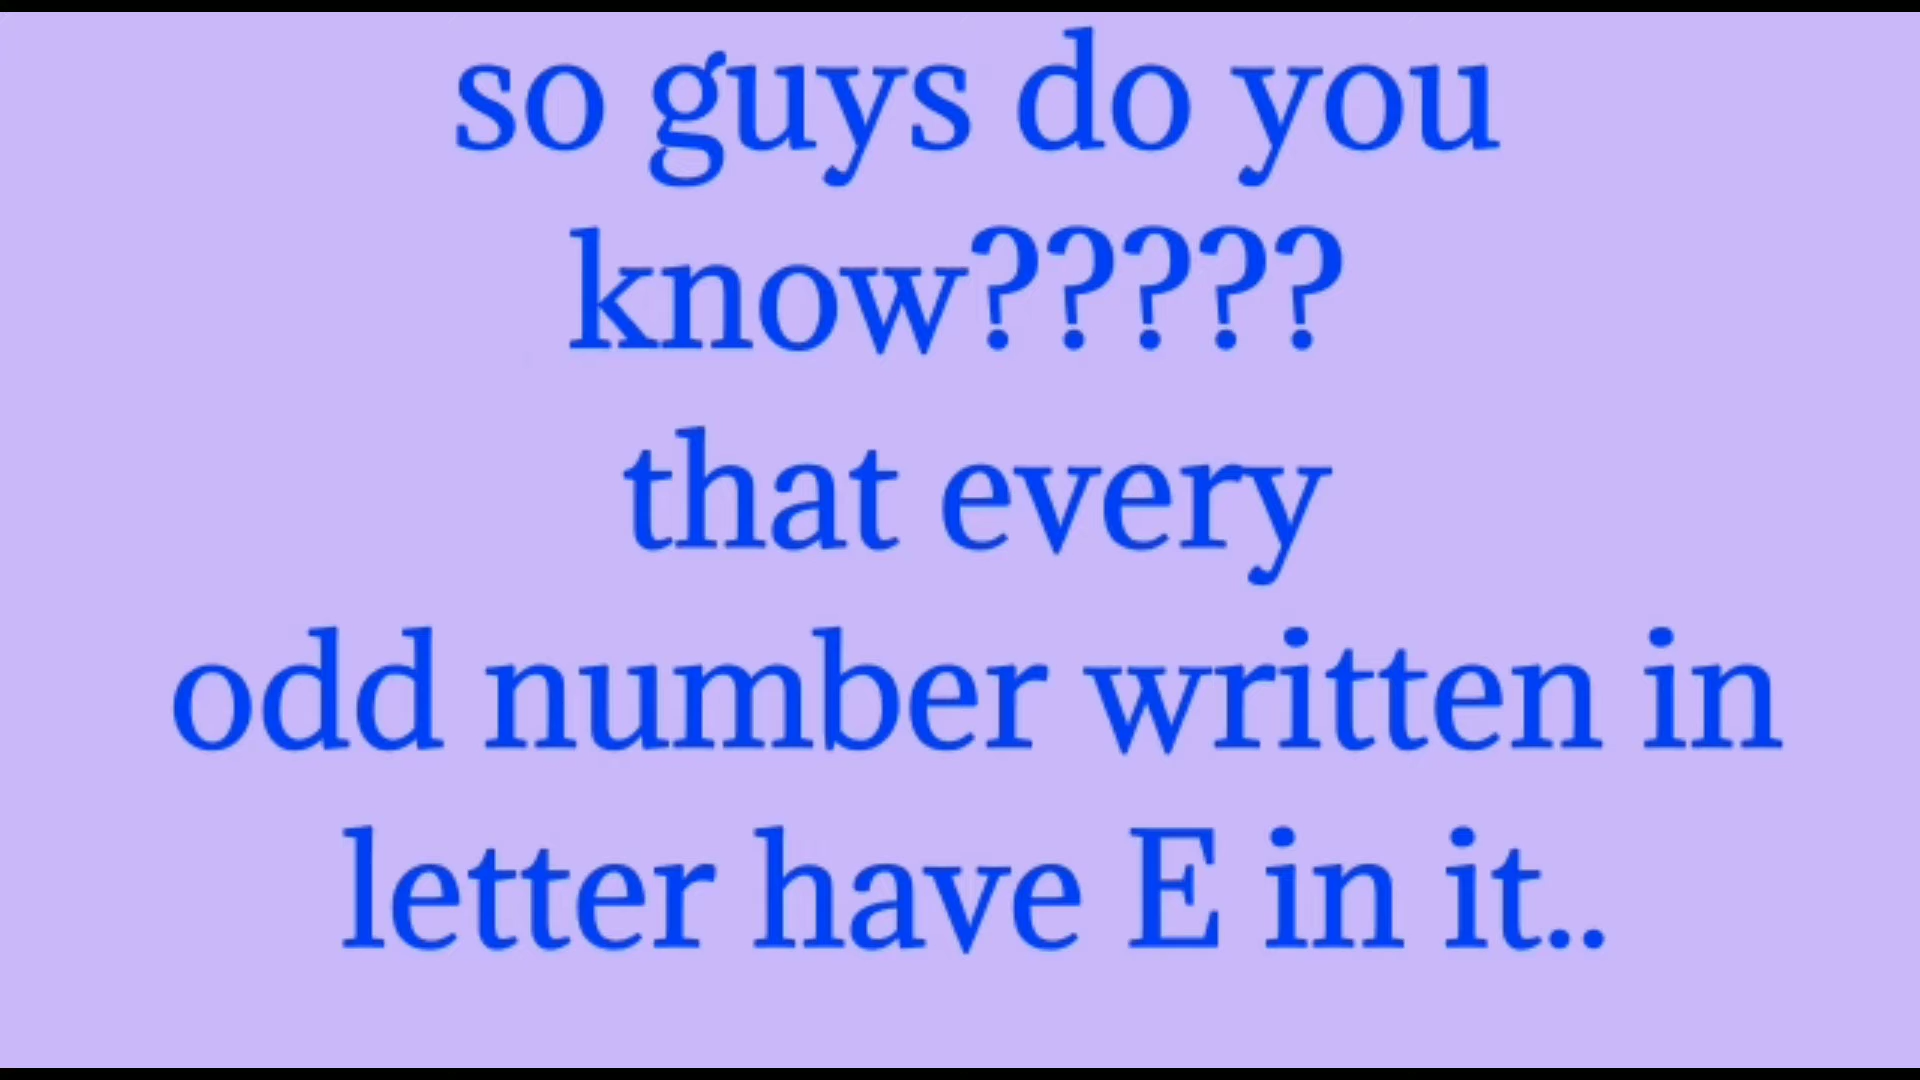 so guys do you
know?????
that every
odd number written in
letter have E in it..